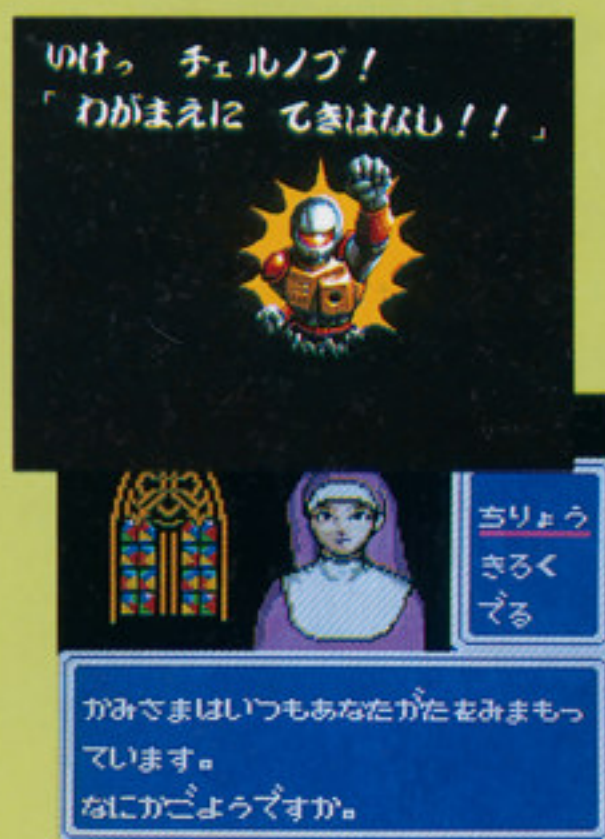 いけっ チェルノブ!
「わがまえに てきはなし!!」
ちりょう
きろく
でる
かみさまはいつもあなたがたをみまもっ
ています。
なにかごようですか。